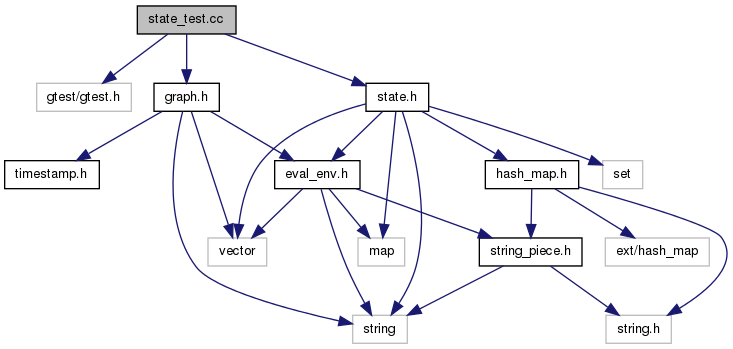 state_test.cc
gtest/gtest.h
graph.h
state.h
timestamp.h
eval_env.h
hash_map.h
set
vector
map
string_piece.h
ext/hash_map
string
string.h